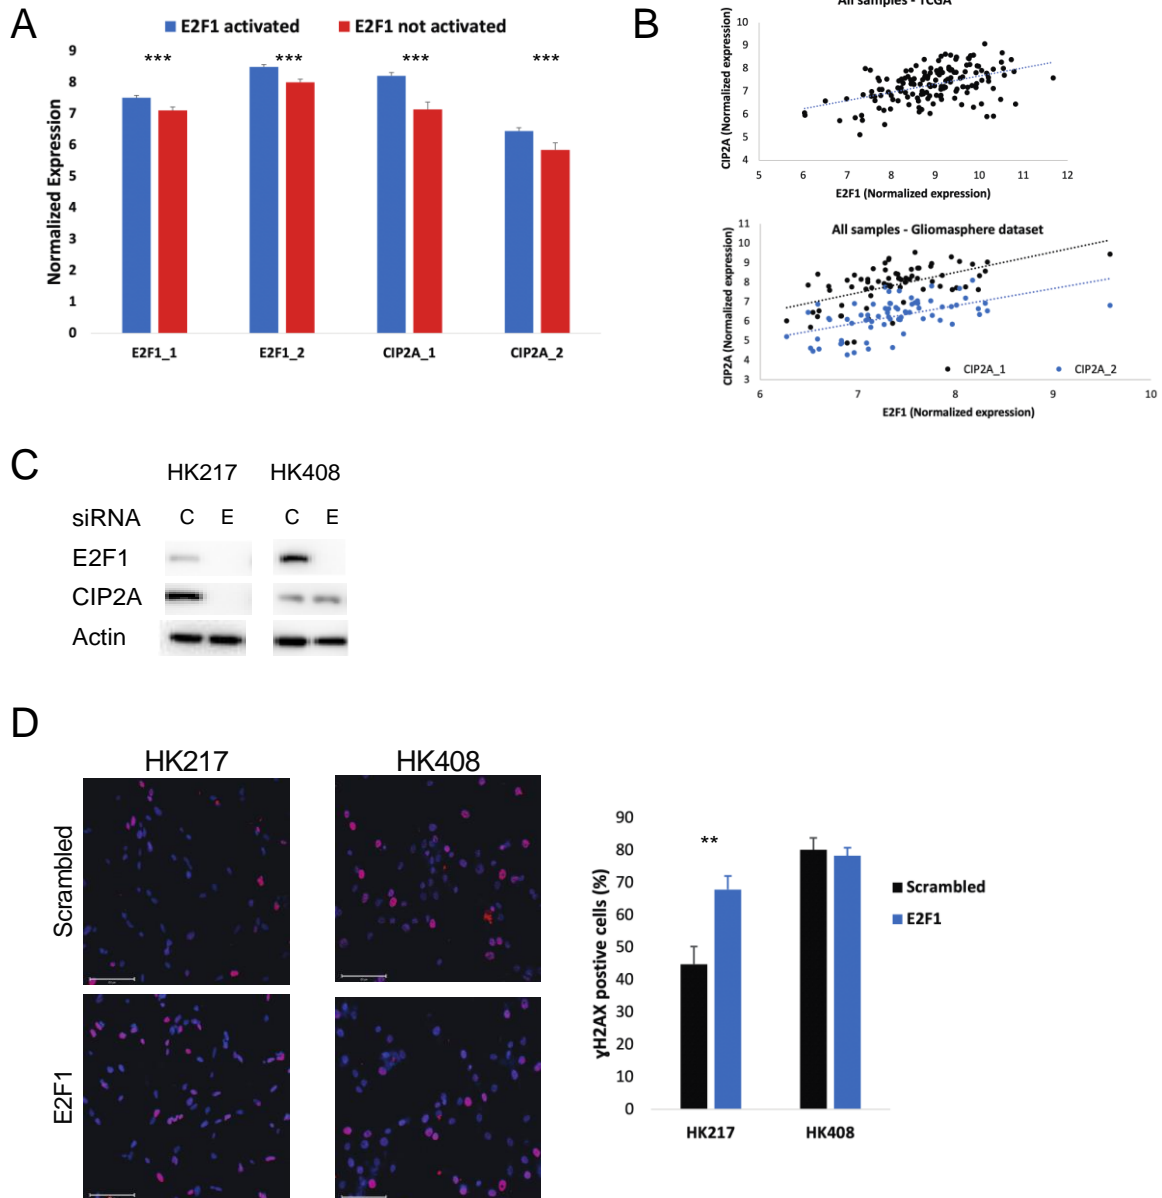 A
E2F1 activated
E2F1 not activated
Normalized Expression
9
8
7
6
5
4
3
2
1
0
***
***
***
***
E2F1_1
E2F1_2
CIP2A_1
CIP2A_2
B
All samples - TCGA
CIP2A (Normalized expression)
10
9
8
7
6
5
4
5
6
7
8
9
10
11
12
E2F1 (Normalized expression)
All samples - Gliomasphere dataset
CIP2A (Normalized expression)
11
10
9
8
7
6
5
4
3
CIP2A_1
CIP2A_2
6
7
8
9
10
E2F1 (Normalized expression)
C
HK217 HK408
siRNA C E C E
E2F1
CIP2A
Actin
D
HK217
HK408
Scrambled
E2F1
ɣH2AX postive cells (%)
90
80
70
60
50
40
30
20
10
0
**
Scrambled
E2F1
HK217
HK408